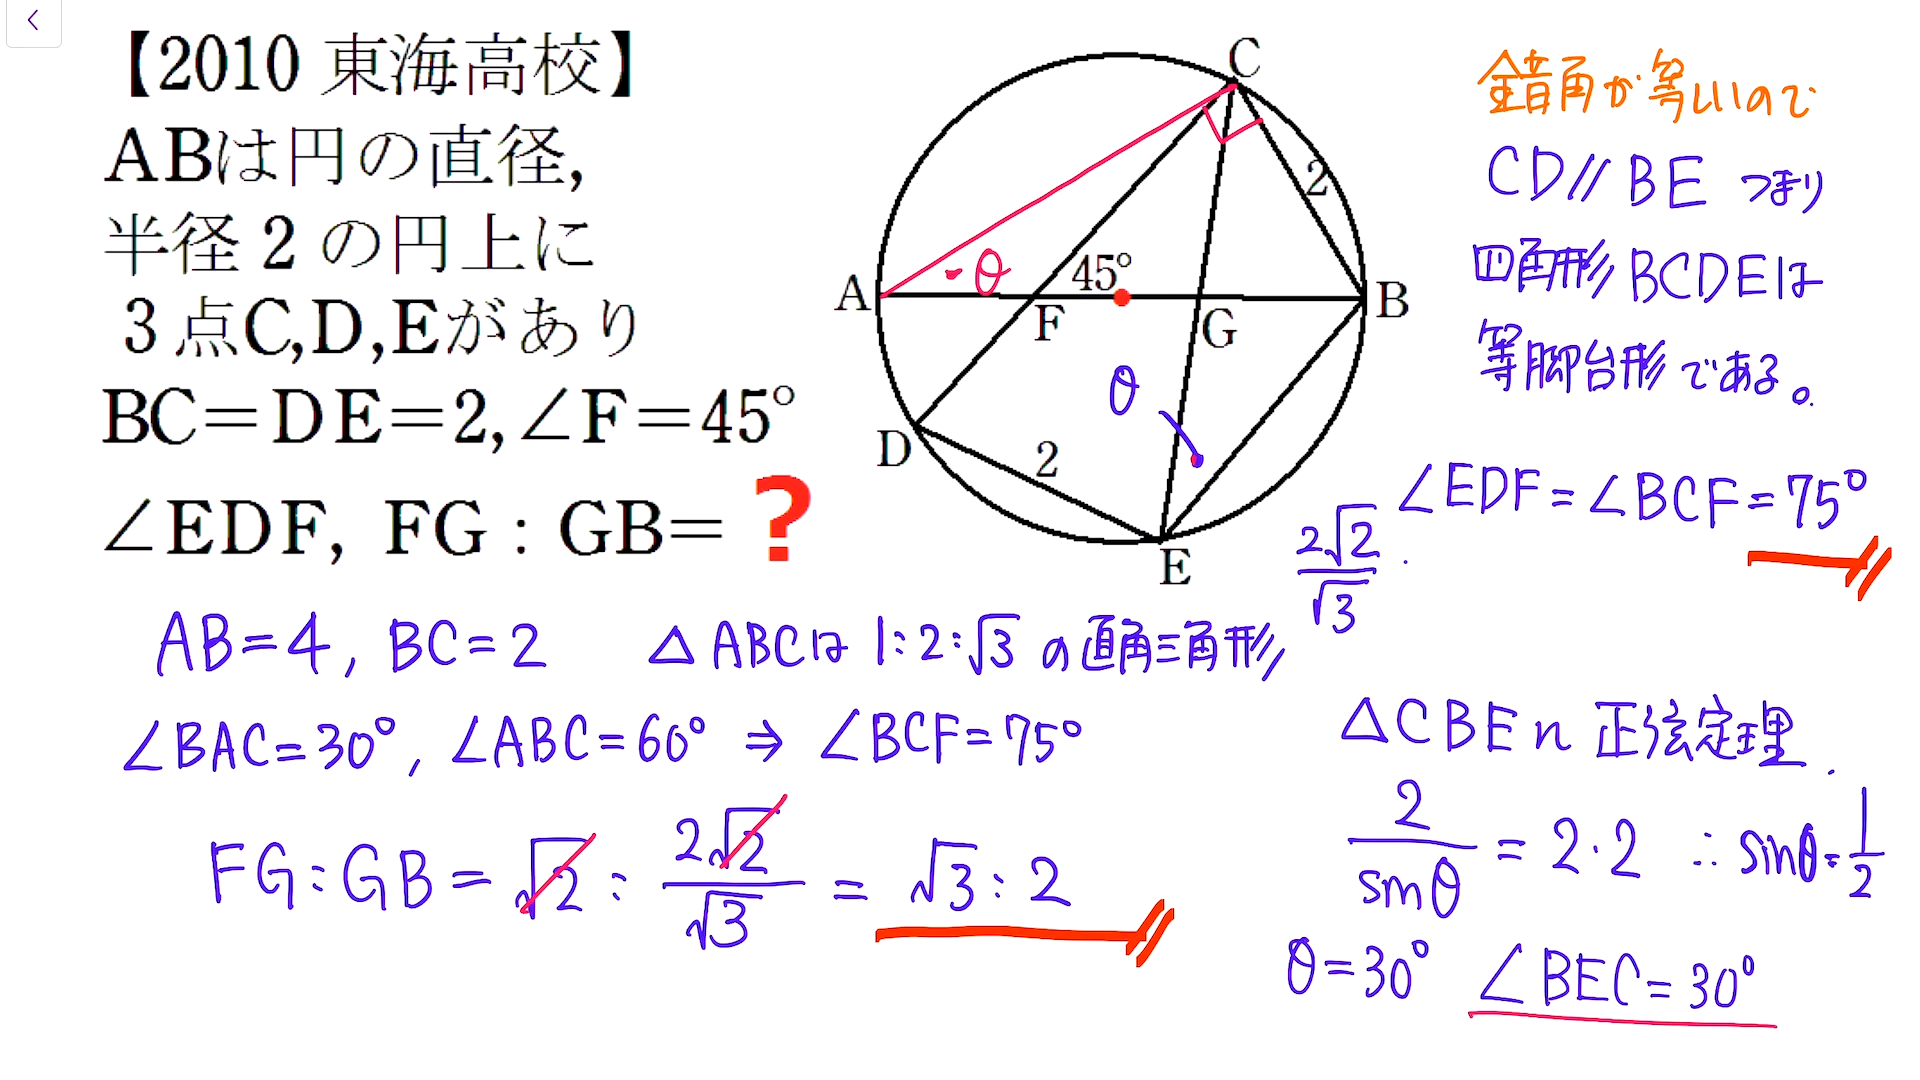 【2010 東海高校】
ABは円の直径,
半径2の円上に
3点C,D,Eがあり
BC=DE=2,∠F=45°
∠EDF, FG:GB=?
C
2
A
θ
45°
F
G
B
θ
D
2
E
錯角が等しいので
CD//BE つまり
四角形BCDEは
等脚台形である。
∠EDF=∠BCF=75°
2√2/√3
AB=4, BC=2 △ABCは1:2:√3の直角三角形
∠BAC=30°, ∠ABC=60° ⇒ ∠BCF=75°
FG:GB=√2:2√2/√3=√3:2
△CBEの正弦定理
2/sinθ=2・2 ∴sinθ=1/2
θ=30° ∠BEC=30°